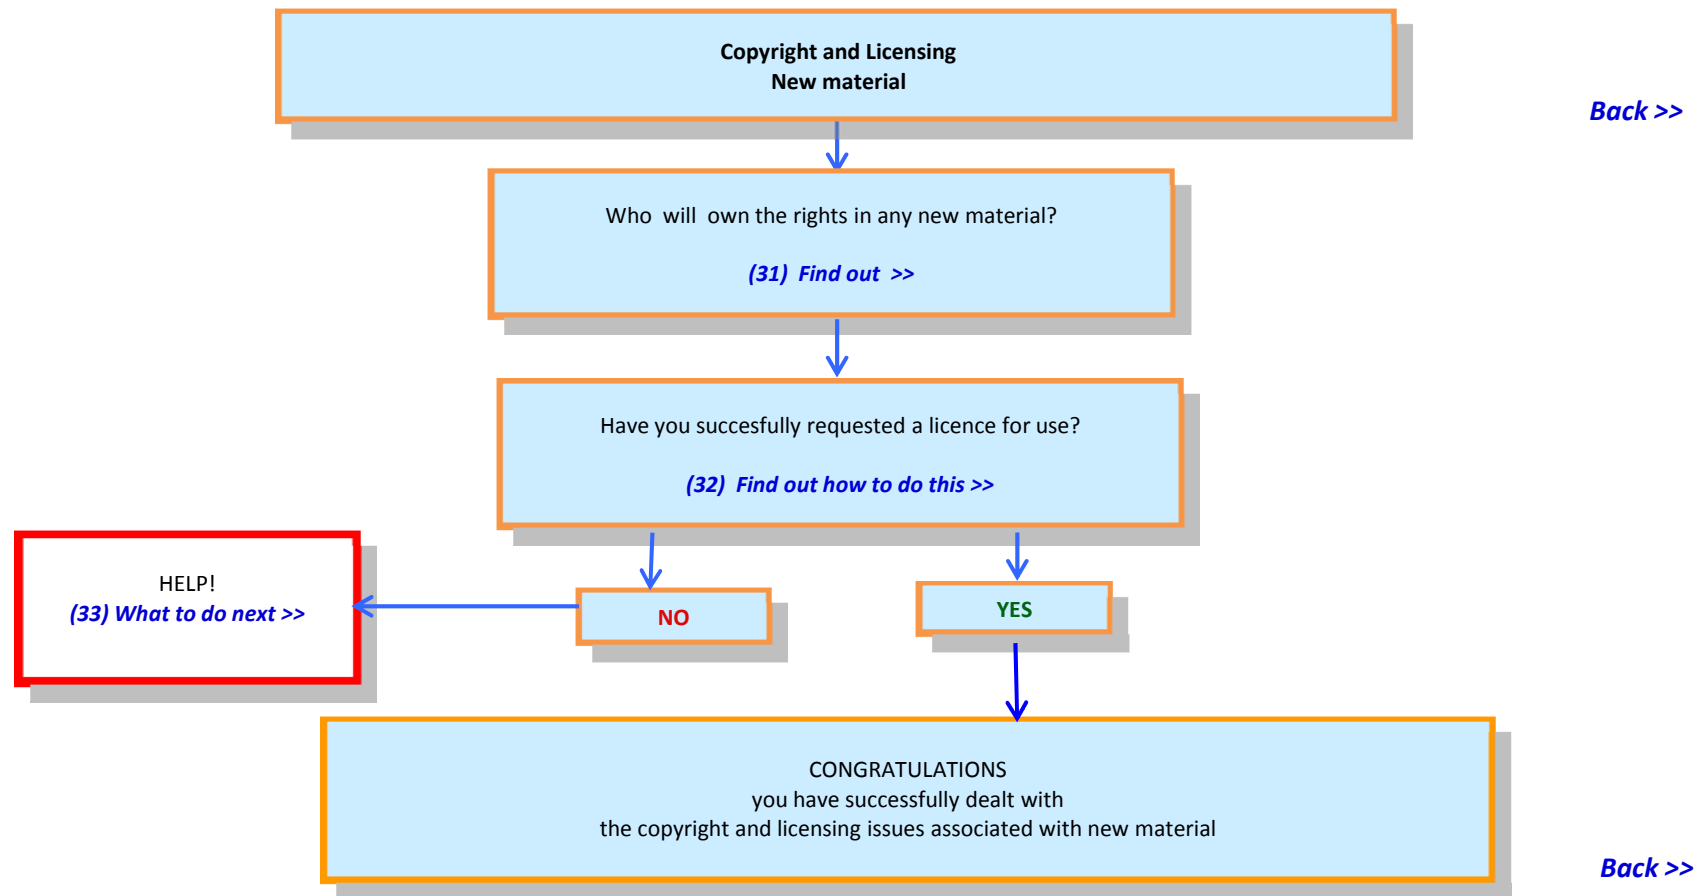 Copyright and Licensing
New material
Back >>
Who will own the rights in any new material?
(31) Find out >>
Have you succesfully requested a licence for use?
(32) Find out how to do this >>
HELP!
(33) What to do next >>
NO
YES
CONGRATULATIONS
you have successfully dealt with
the copyright and licensing issues associated with new material
Back >>